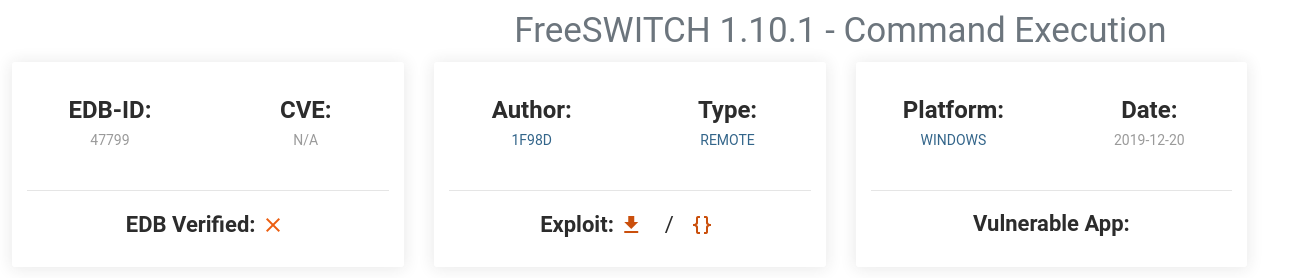 FreeSWITCH 1.10.1 - Command Execution
EDB-ID: CVE:
47799 N/A
EDB Verified:
Author: Type:
1F98D REMOTE
Exploit: / {}
Platform: Date:
WINDOWS 2019-12-20
Vulnerable App: